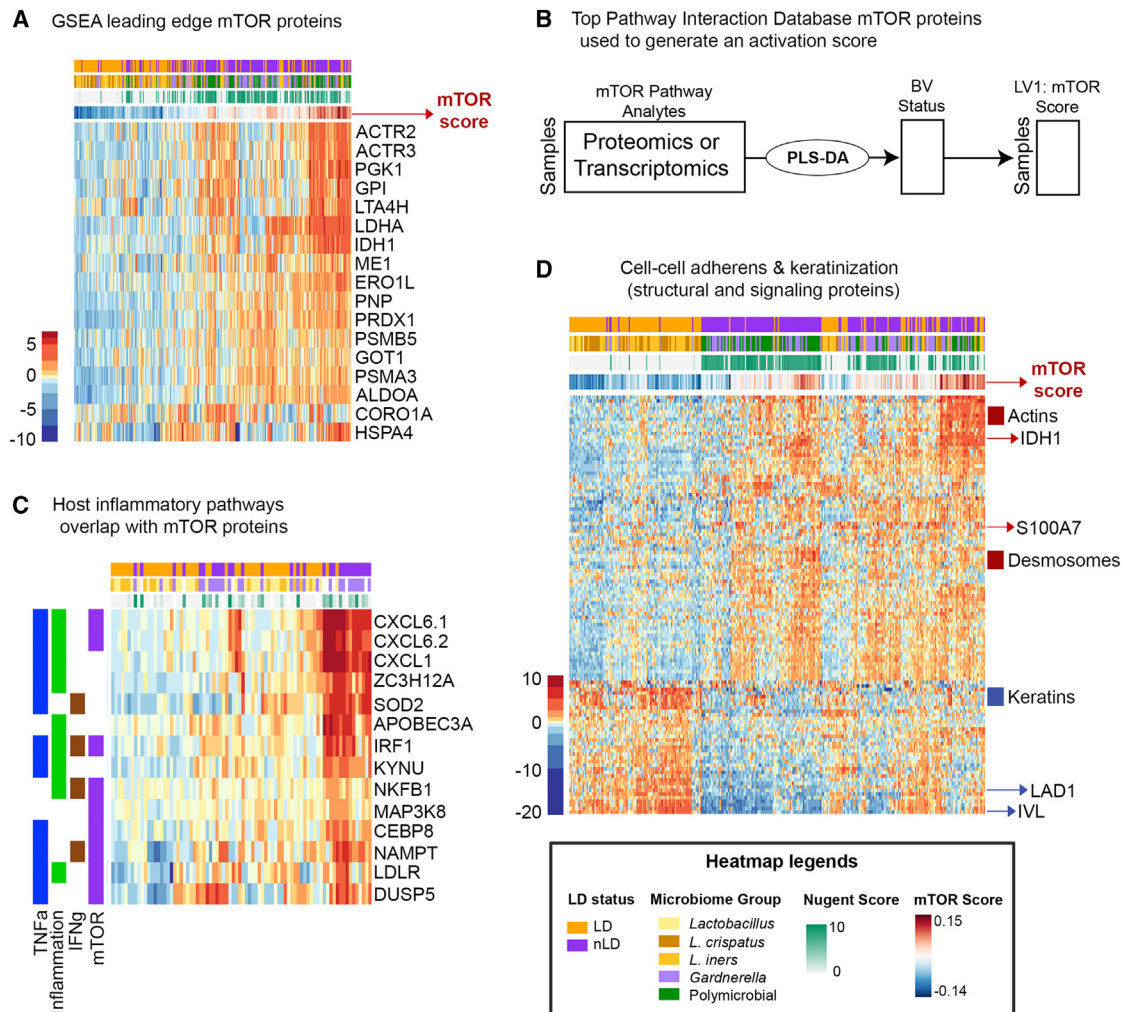 A GSEA leading edge mTOR proteins
mTOR
score
ACTR2
ACTR3
PGK1
GPI
LTA4H
LDHA
IDH1
ME1
ERO1L
PNP
PRDX1
PSMB5
GOT1
PSMA3
ALDOA
CORO1A
HSPA4
5
0
-5
-10
B Top Pathway Interaction Database mTOR proteins
used to generate an activation score
mTOR Pathway
Analytes
Samples
Proteomics or
Transcriptomics
PLS-DA
BV
Status
LV1: mTOR
Score
Samples
C Host inflammatory pathways
overlap with mTOR proteins
CXCL6.1
CXCL6.2
CXCL1
ZC3H12A
SOD2
APOBEC3A
IRF1
KYNU
NKFB1
MAP3K8
CEBP8
NAMPT
LDLR
DUSP5
TNFa
Inflammation
IFNg
mTOR
D Cell-cell adherens & keratinization
(structural and signaling proteins)
mTOR
score
Actins
IDH1
S100A7
Desmosomes
Keratins
LAD1
IVL
10
0
-10
-20
Heatmap legends
LD status
LD
nLD
Microbiome Group
Lactobacillus
L. crispatus
L. iners
Gardnerella
Polymicrobial
Nugent Score
10
0
mTOR Score
0.15
-0.14